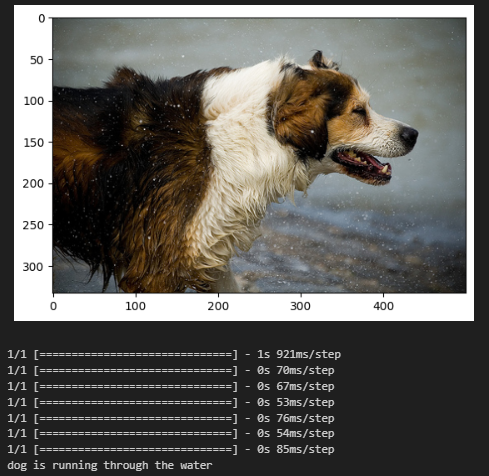 0
50
100
150
200
250
300
0 100 200 300 400
1/1 [==============================] - 1s 921ms/step
1/1 [==============================] - 0s 70ms/step
1/1 [==============================] - 0s 67ms/step
1/1 [==============================] - 0s 53ms/step
1/1 [==============================] - 0s 76ms/step
1/1 [==============================] - 0s 54ms/step
1/1 [==============================] - 0s 85ms/step
dog is running through the water